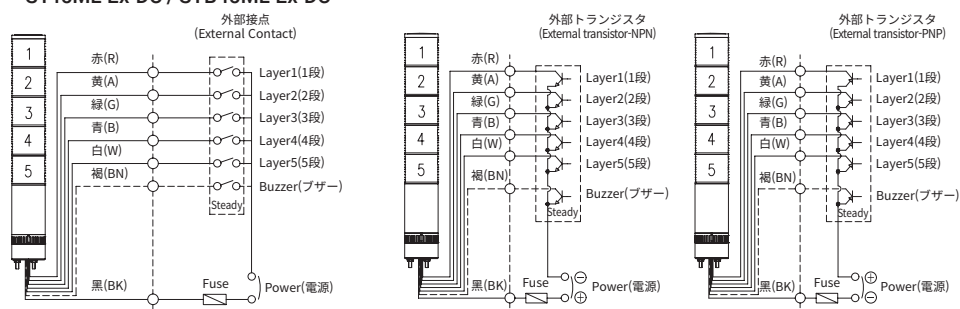 外部接点
(External Contact)
1
2
3
4
5
赤(R)
黄(A)
緑(G)
青(B)
白(W)
褐(BN)
黒(BK)
Layer1(1段)
Layer2(2段)
Layer3(3段)
Layer4(4段)
Layer5(5段)
Buzzer(ブザー)
Steady
Fuse
Power(電源)
外部トランジスタ
(External transistor-NPN)
1
2
3
4
5
赤(R)
黄(A)
緑(G)
青(B)
白(W)
褐(BN)
黒(BK)
Layer1(1段)
Layer2(2段)
Layer3(3段)
Layer4(4段)
Layer5(5段)
Buzzer(ブザー)
Steady
Fuse
⊖
⊕
Power(電源)
外部トランジスタ
(External transistor-PNP)
1
2
3
4
5
赤(R)
黄(A)
緑(G)
青(B)
白(W)
褐(BN)
黒(BK)
Layer1(1段)
Layer2(2段)
Layer3(3段)
Layer4(4段)
Layer5(5段)
Buzzer(ブザー)
Steady
Fuse
⊕
⊖
Power(電源)